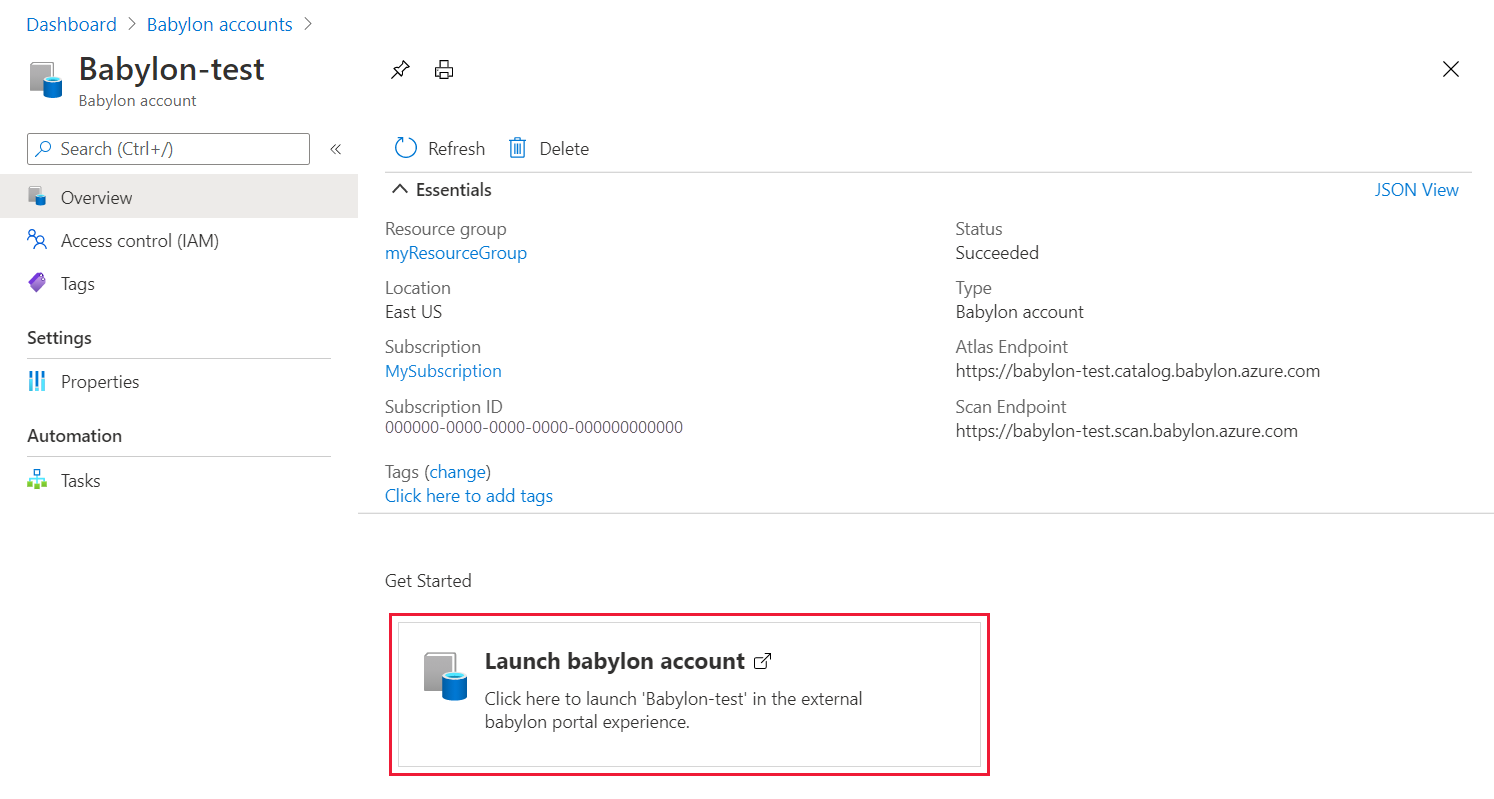 Dashboard > Babylon accounts >
Babylon-test
Babylon account
Search (Ctrl+/)
«
Overview
Access control (IAM)
Tags
Settings
Properties
Automation
Tasks
Refresh Delete
Essentials JSON View
Resource group
myResourceGroup
Location
East US
Subscription
MySubscription
Subscription ID
000000-0000-0000-0000-000000000000
Tags (change)
Click here to add tags
Status
Succeeded
Type
Babylon account
Atlas Endpoint
https://babylon-test.catalog.babylon.azure.com
Scan Endpoint
https://babylon-test.scan.babylon.azure.com
Get Started
Launch babylon account
Click here to launch 'Babylon-test' in the external
babylon portal experience.